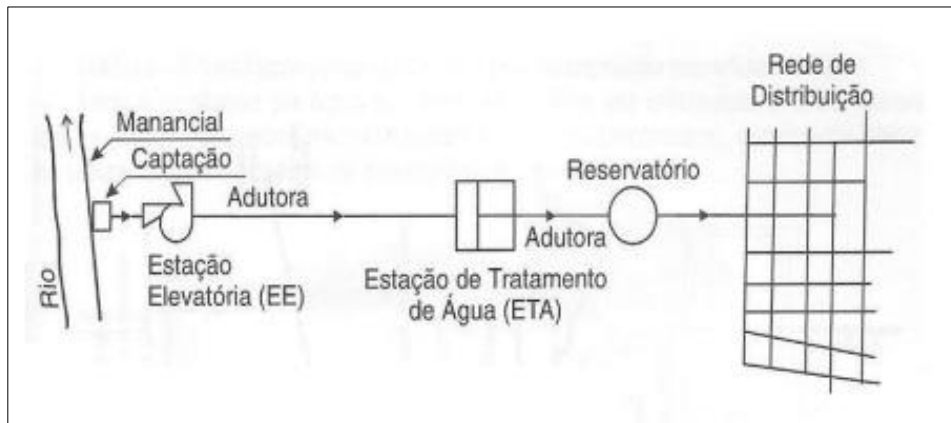 Rede de
Distribuição
Manancial
Captação
Reservatório
Adutora
Adutora
Estação
Elevatória (EE)
Estação de Tratamento
de Água (ETA)
Rio